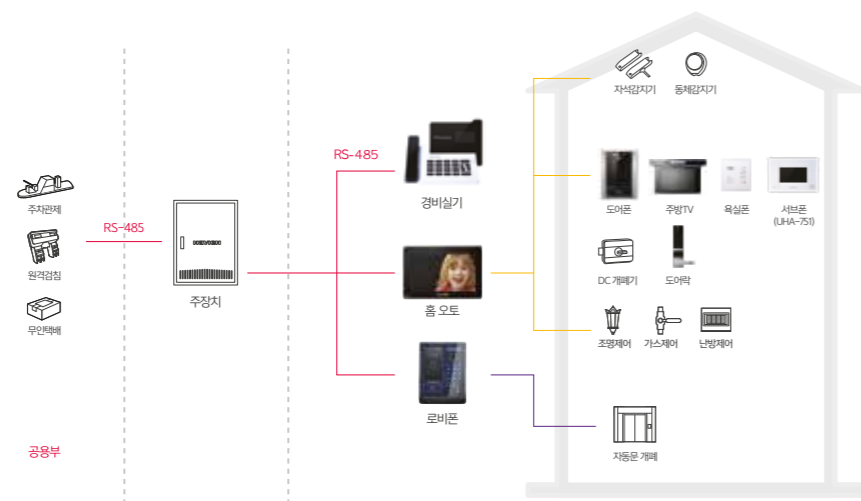 자석감지기
동체감지기
RS-485
경비실기
도어폰
주방TV
욕실폰
서브폰
(UHA-751)
주차관제
RS-485
원격검침
주장치
DC 개폐기
도어락
홈 오토
무인택배
조명제어
가스제어
난방제어
로비폰
공용부
자동문 개폐